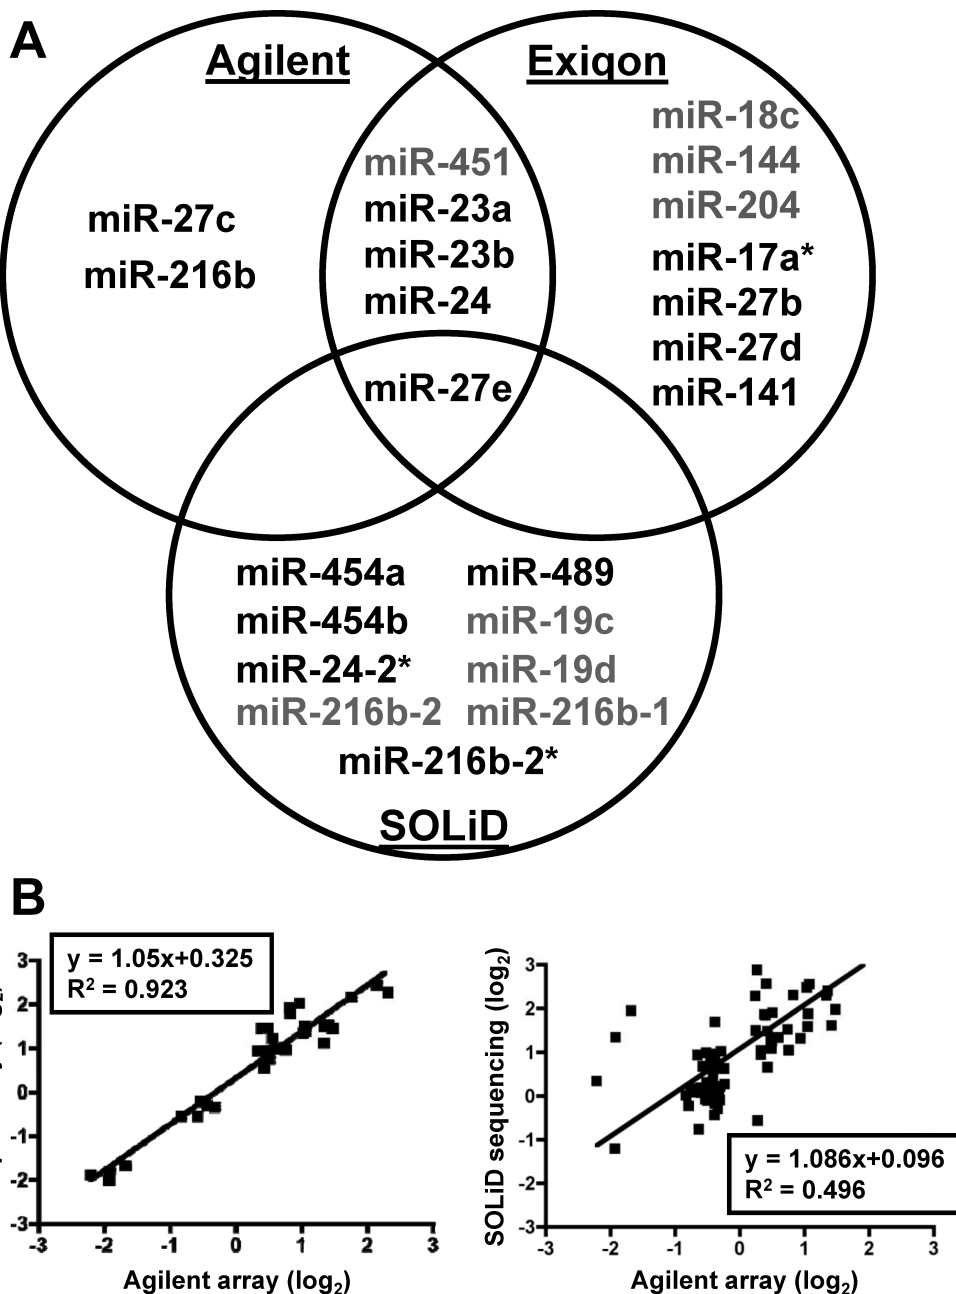 A
Agilent
Exiqon
miR-18c
miR-144
miR-204
miR-17a*
miR-27b
miR-27d
miR-141
miR-451
miR-23a
miR-23b
miR-24
miR-27c
miR-216b
miR-27e
miR-454a miR-489
miR-454b miR-19c
miR-24-2* miR-19d
miR-216b-2 miR-216b-1
miR-216b-2*
SOLiD
B
y = 1.05x+0.325
R² = 0.923
3
2
1
0
-1
-2
-3
-3 -2 -1 0 1 2 3
Agilent array (log₂)
SOLiD sequencing (log₂)
3
2
1
0
-1
-2
-3
y = 1.086x+0.096
R² = 0.496
-3 -2 -1 0 1 2 3
Agilent array (log₂)